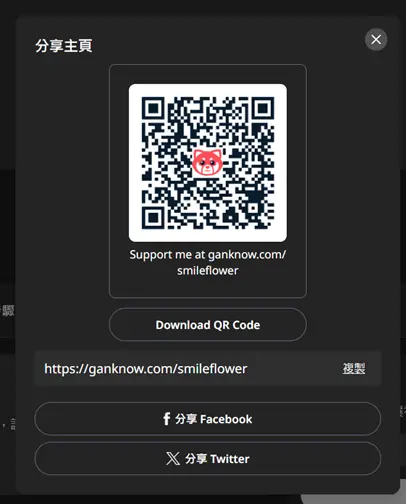 分享主頁
Support me at ganknow.com/
smileflower
Download QR Code
https://ganknow.com/smileflower 複製
分享 Facebook
分享 Twitter